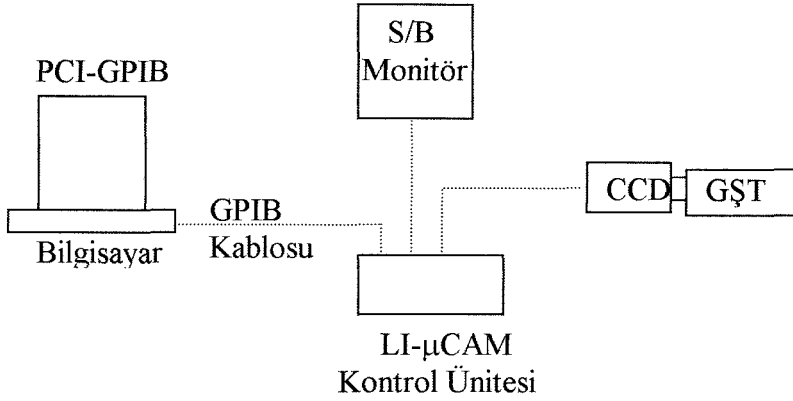 S/B
Monitör
PCI-GPIB
CCD
GŞT
GPIB
Kablosu
Bilgisayar
LI-µCAM
Kontrol Ünitesi